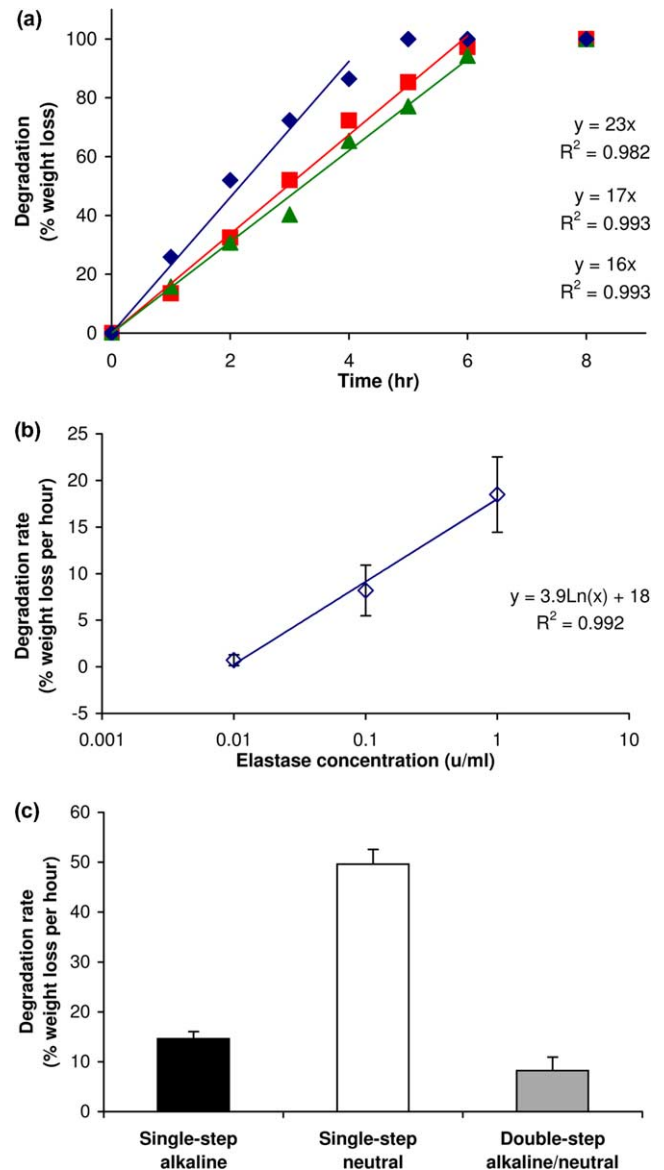 (a)
100
80
60
40
20
0
Degradation
(% weight loss)
y = 23x
R² = 0.982
y = 17x
R² = 0.993
y = 16x
R² = 0.993
0 2 4 6 8
Time (hr)
(b)
25
20
15
10
5
0
-5
Degradation rate
(% weight loss per hour)
y = 3.9Ln(x) + 18
R² = 0.992
0.001 0.01 0.1 1 10
Elastase concentration (u/ml)
(c)
60
50
40
30
20
10
0
Degradation rate
(% weight loss per hour)
Single-step Single-step Double-step
alkaline neutral alkaline/neutral